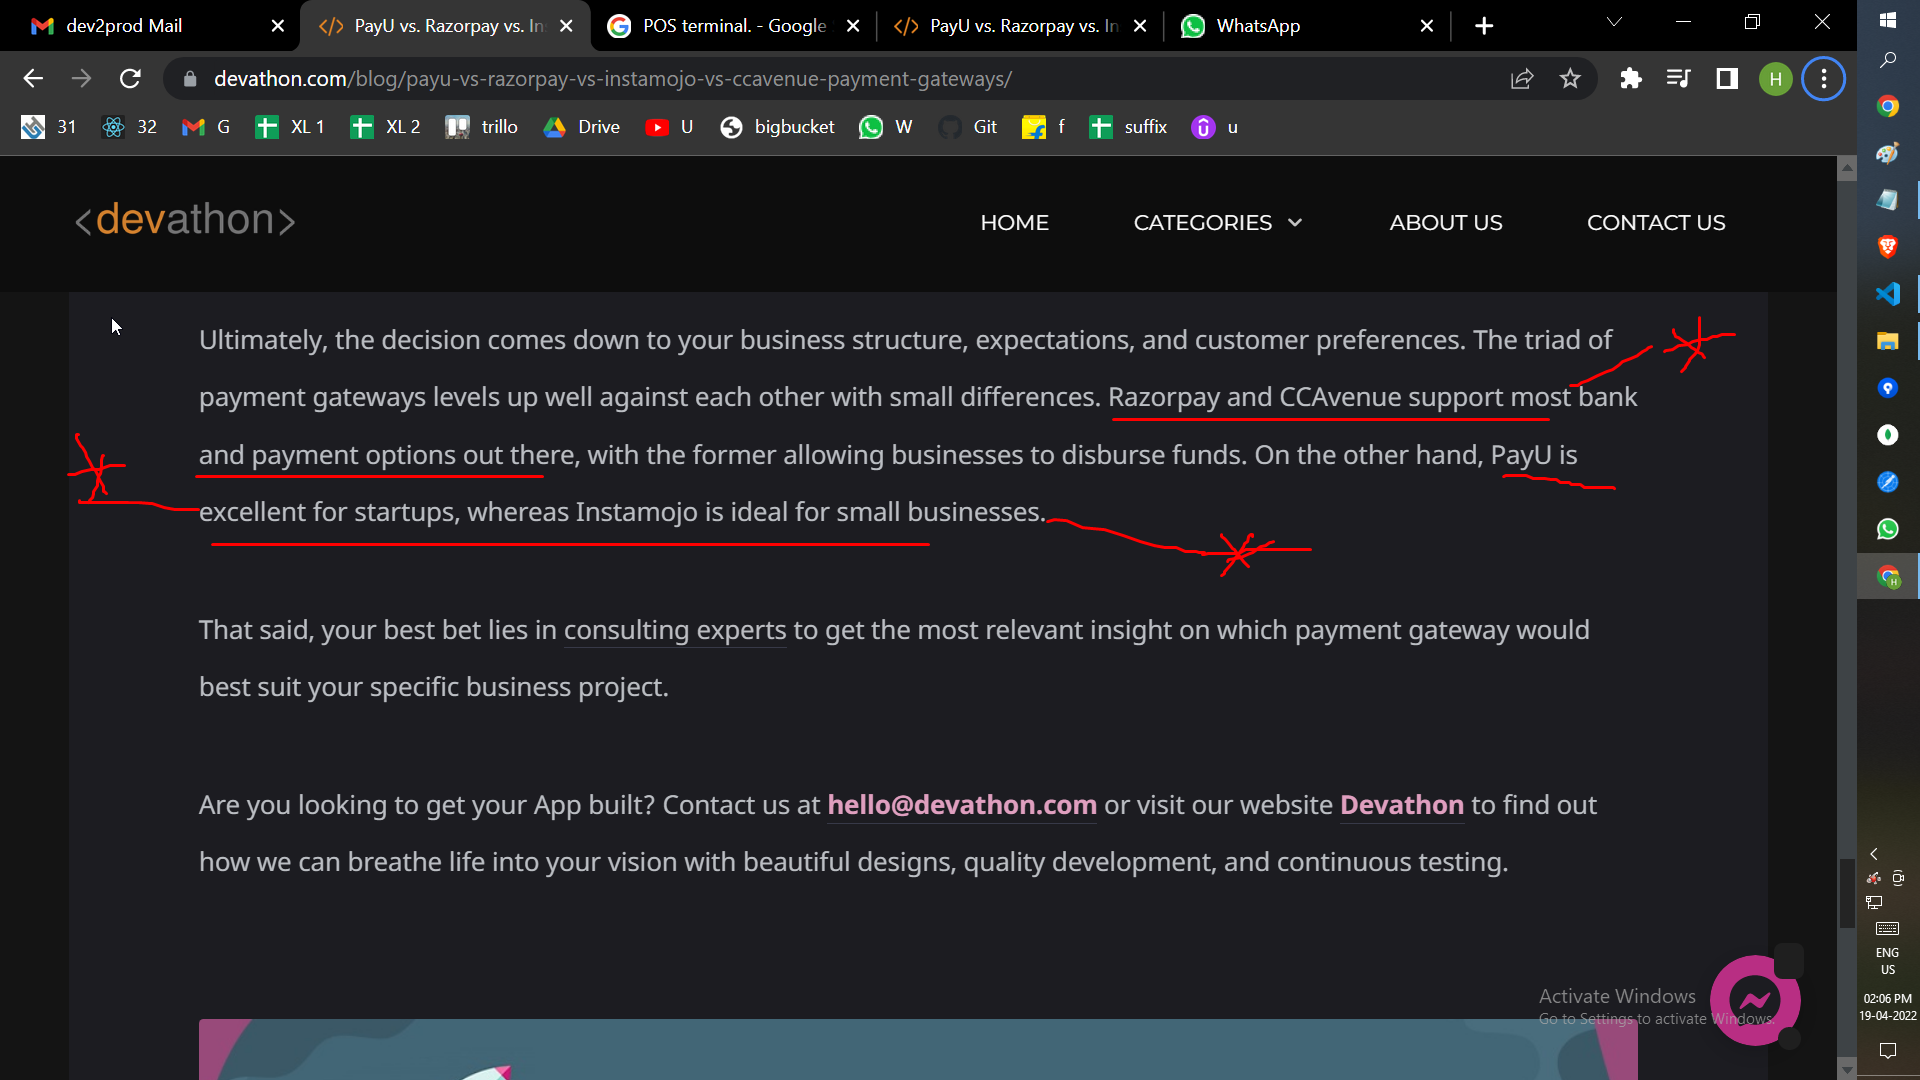 dev2prod Mail
PayU vs. Razorpay vs. In
POS terminal. - Google
PayU vs. Razorpay vs. In
WhatsApp
devathon.com/blog/payu-vs-razorpay-vs-instamojo-vs-ccavenue-payment-gateways/
H
31 32 G XL 1 XL 2 trillo Drive U bigbucket W Git f suffix u
<devathon>
HOME CATEGORIES ABOUT US CONTACT US
Ultimately, the decision comes down to your business structure, expectations, and customer preferences. The triad of
payment gateways levels up well against each other with small differences. Razorpay and CCAvenue support most bank
and payment options out there, with the former allowing businesses to disburse funds. On the other hand, PayU is
excellent for startups, whereas Instamojo is ideal for small businesses.
That said, your best bet lies in consulting experts to get the most relevant insight on which payment gateway would
best suit your specific business project.
Are you looking to get your App built? Contact us at hello@devathon.com or visit our website Devathon to find out
how we can breathe life into your vision with beautiful designs, quality development, and continuous testing.
Activate Windows
Go to Settings to activate Windows.
H
ENG
US
02:06 PM
19-04-2022